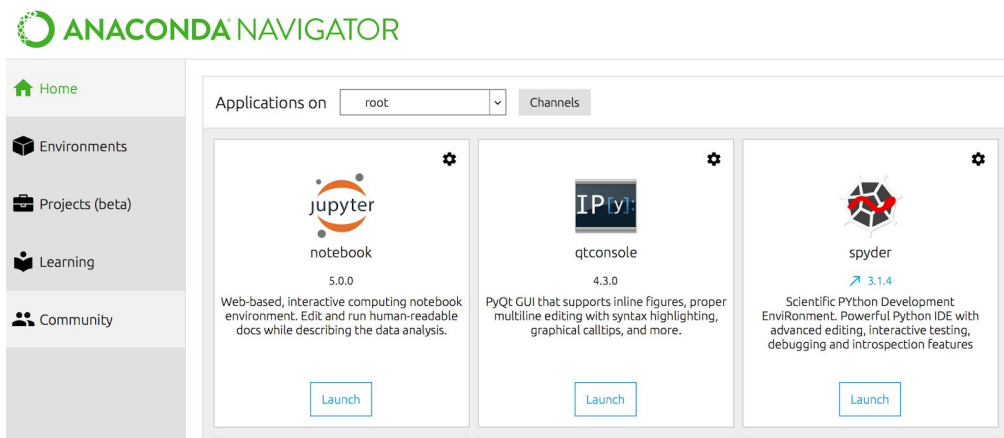 ANACONDA NAVIGATOR
Home
Environments
Projects (beta)
Learning
Community
Applications on root Channels
jupyter
notebook
5.0.0
Web-based, interactive computing notebook
environment. Edit and run human-readable
docs while describing the data analysis.
Launch
IP[y]:
qtconsole
4.3.0
PyQt GUI that supports inline figures, proper
multiline editing with syntax highlighting,
graphical calltips, and more.
Launch
spyder
3.1.4
Scientific PYthon Development
EnviRonment. Powerful Python IDE with
advanced editing, interactive testing,
debugging and introspection features
Launch